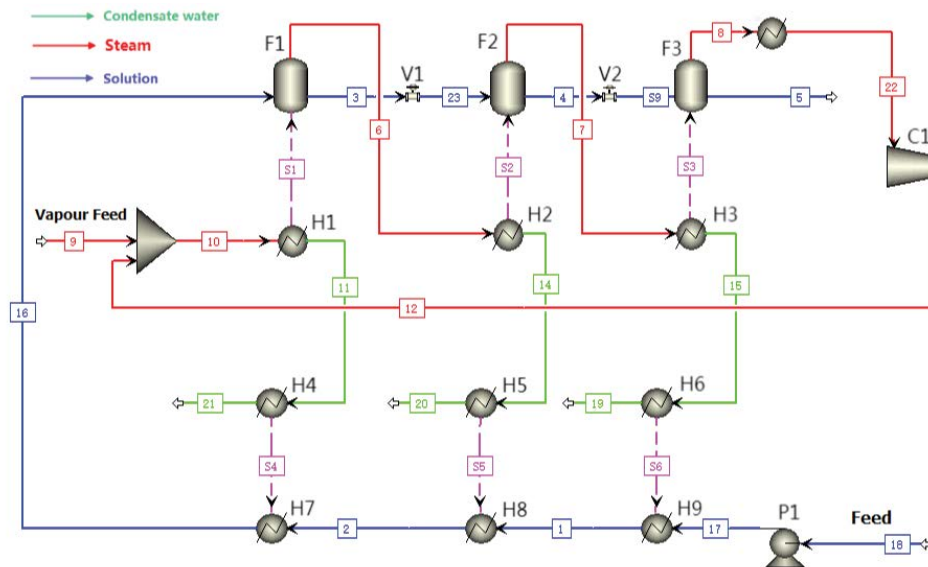 Condensate water
Steam
Solution
F1
F2
F3
8
V1
V2
3
23
4
S9
5
6
7
22
C1
S1
S2
S3
Vapour Feed
H1
H2
H3
9
10
11
14
15
16
12
H4
H5
H6
21
20
19
S4
S5
S6
H7
H8
H9
P1
Feed
2
1
17
18